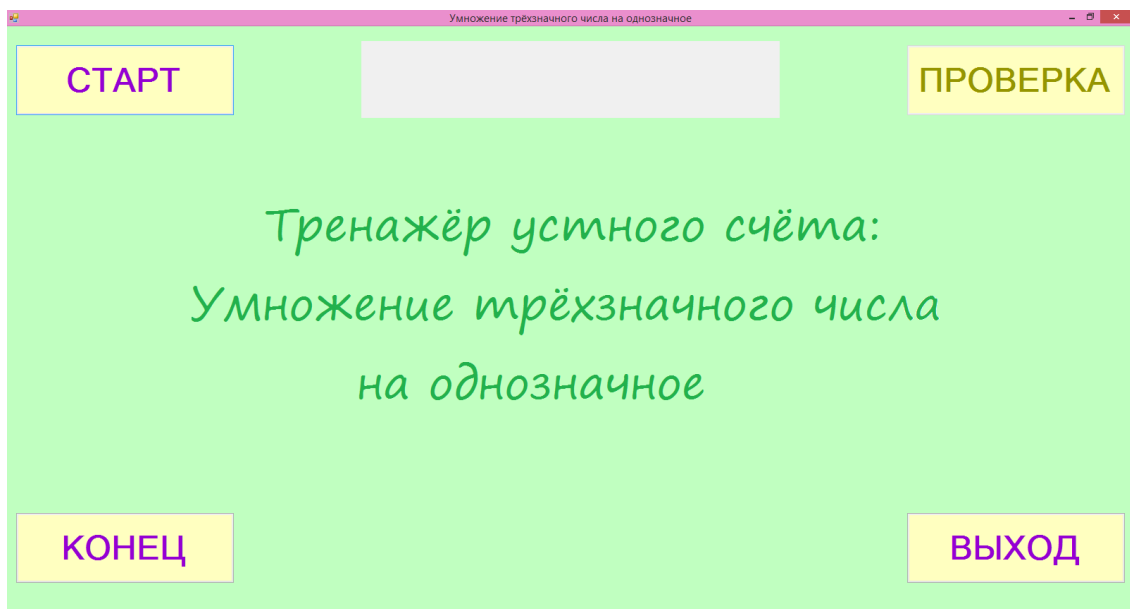 Умножение трёхзначного числа на однозначное
СТАРТ
ПРОВЕРКА
Тренажёр устного счёта:
Умножение трёхзначного числа
на однозначное
КОНЕЦ
ВЫХОД